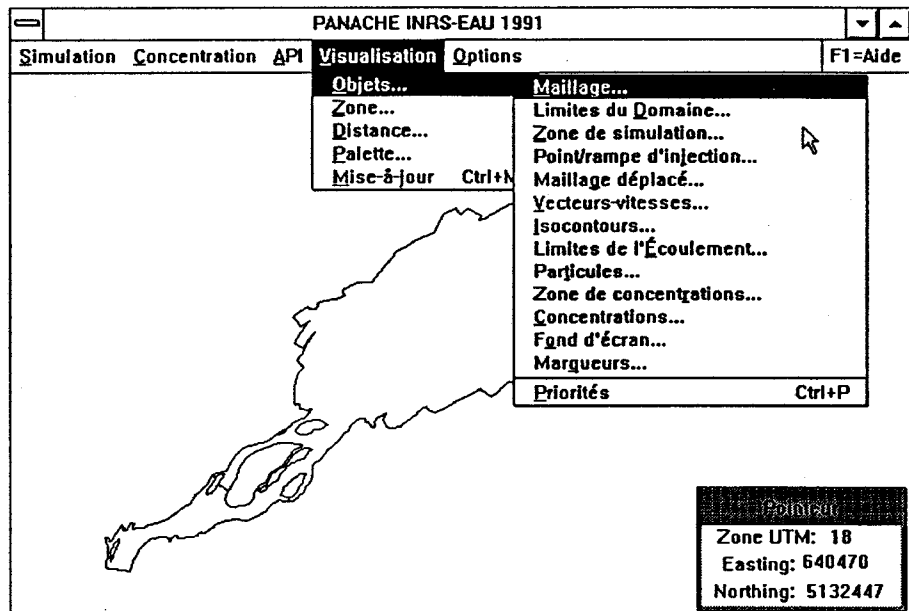 PANACHE INRS-EAU 1991
Simulation Concentration API Visualisation Options F1=Aide
Objets...
Zone...
Distance...
Palette...
Mise-à-jour Ctrl+M
Maillage...
Limites du Domaine...
Zone de simulation...
Point/rampe d'injection...
Maillage déplacé...
Vecteurs-vitesses...
Isocontours...
Limites de l'Écoulement...
Particules...
Zone de concentrations...
Concentrations...
Fond d'écran...
Marqueurs...
Priorités Ctrl+P
Pointeur
Zone UTM: 18
Easting: 640470
Northing: 5132447